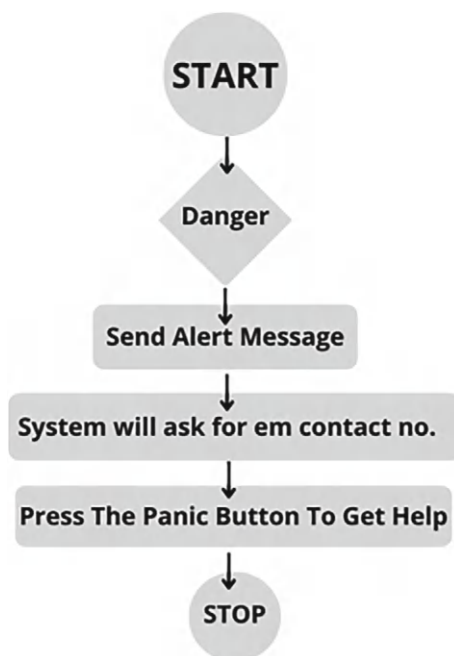 START
Danger
Send Alert Message
System will ask for em contact no.
Press The Panic Button To Get Help
STOP